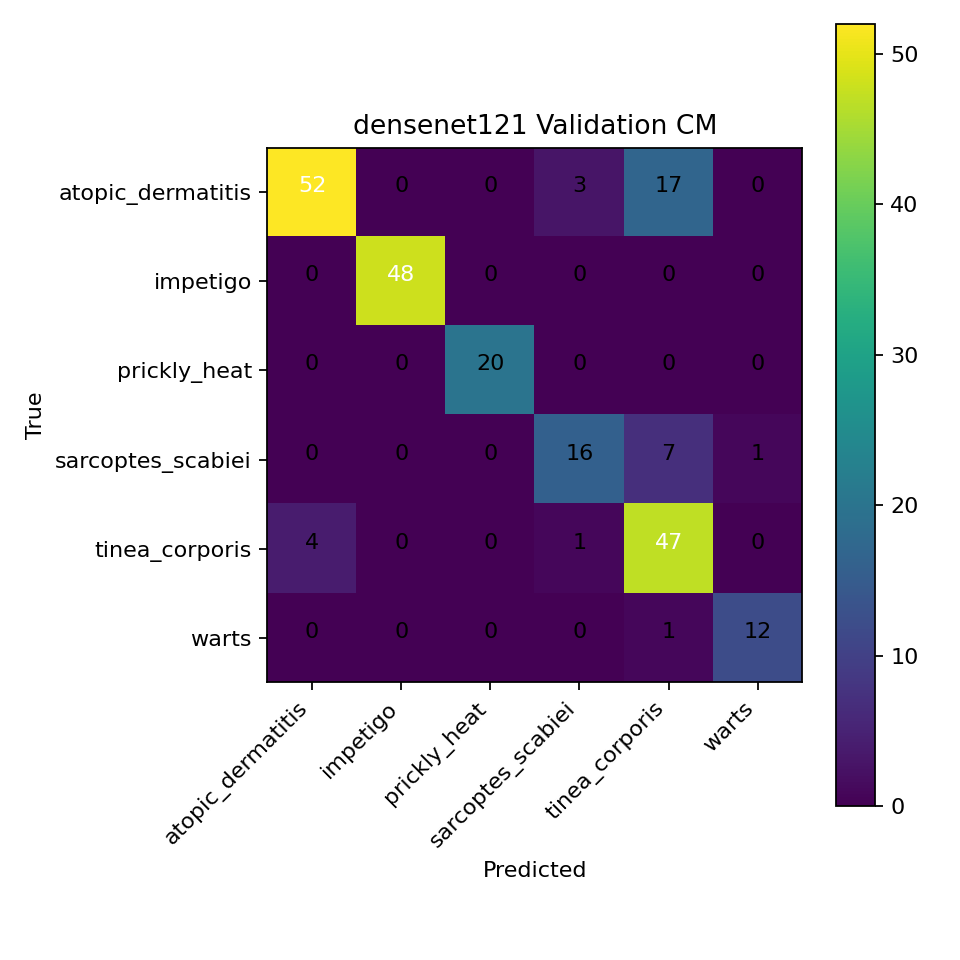 densenet121 Validation CM
atopic_dermatitis 52 0 0 3 17 0
impetigo 0 48 0 0 0 0
prickly_heat 0 0 20 0 0 0
sarcoptes_scabiei 0 0 0 16 7 1
tinea_corporis 4 0 0 1 47 0
warts 0 0 0 0 1 12
True
atopic_dermatitis
impetigo
prickly_heat
sarcoptes_scabiei
tinea_corporis
warts
Predicted
50
40
30
20
10
0